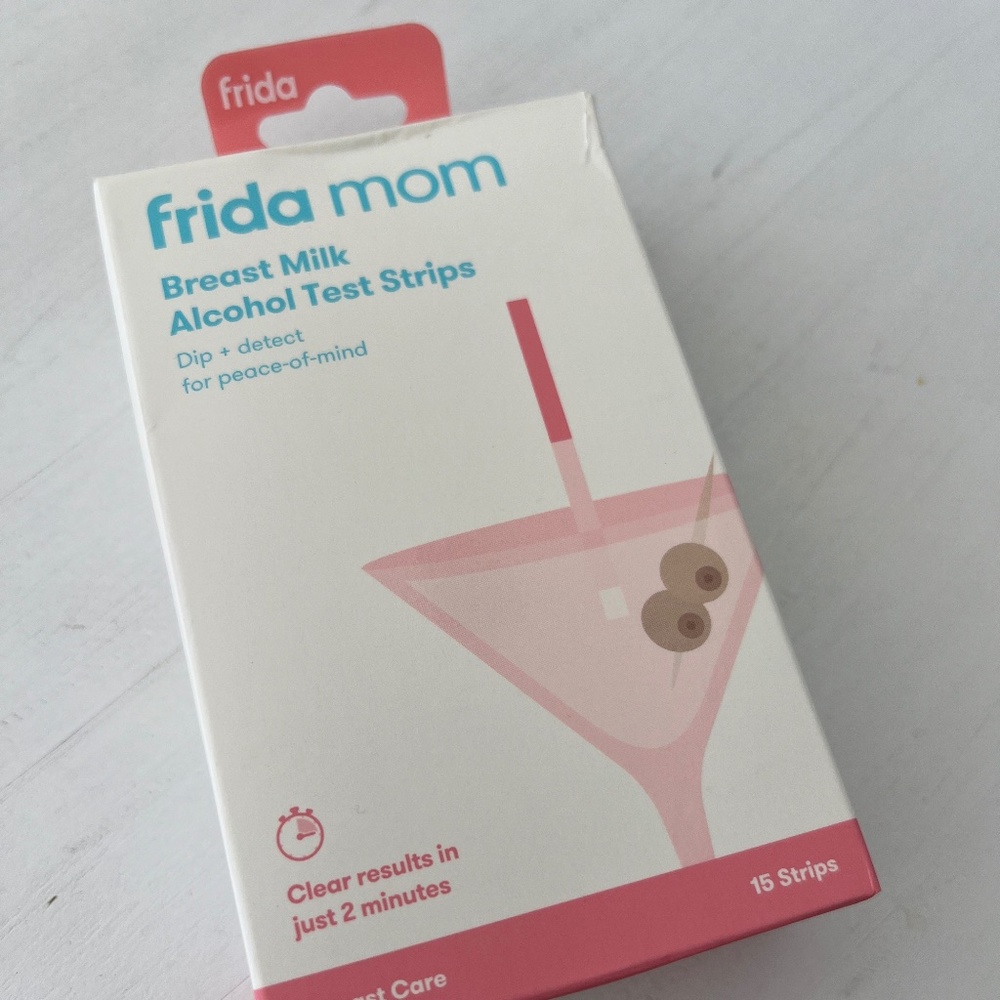 frida
frida mom
Breast Milk
Alcohol Test Strips
Dip + detect
for peace-of-mind
Clear results in
just 2 minutes
15 Strips
Care